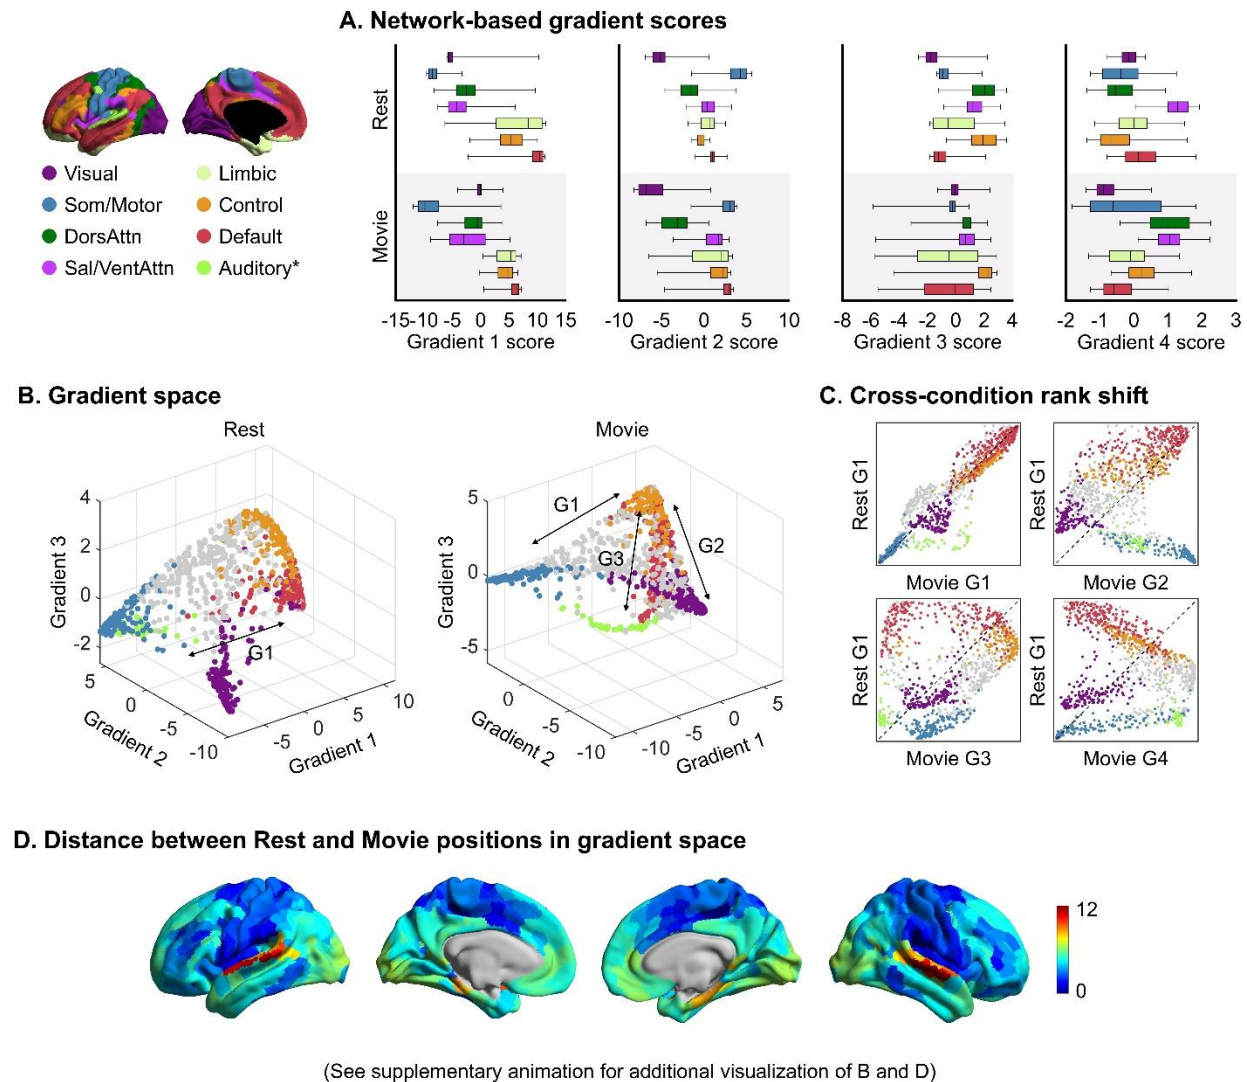 A. Network-based gradient scores
Visual
Limbic
Som/Motor
Control
DorsAttn
Default
Sal/VentAttn
Auditory*
Rest
Movie
-15 -10 -5 0 5 10 15
Gradient 1 score
-10 -5 0 5 10
Gradient 2 score
-8 -6 -4 -2 0 2 4
Gradient 3 score
-2 -1 0 1 2 3
Gradient 4 score
B. Gradient space
Rest
4
2
0
-2
Gradient 3
5
0
-5
-10
Gradient 2
-5
0
5
10
Gradient 1
G1
Movie
5
0
-5
Gradient 3
0
-5
-10
Gradient 2
-10
-5
0
5
Gradient 1
G1
G3
G2
C. Cross-condition rank shift
Rest G1
Movie G1
Rest G1
Movie G2
Rest G1
Movie G3
Rest G1
Movie G4
D. Distance between Rest and Movie positions in gradient space
12
0
(See supplementary animation for additional visualization of B and D)